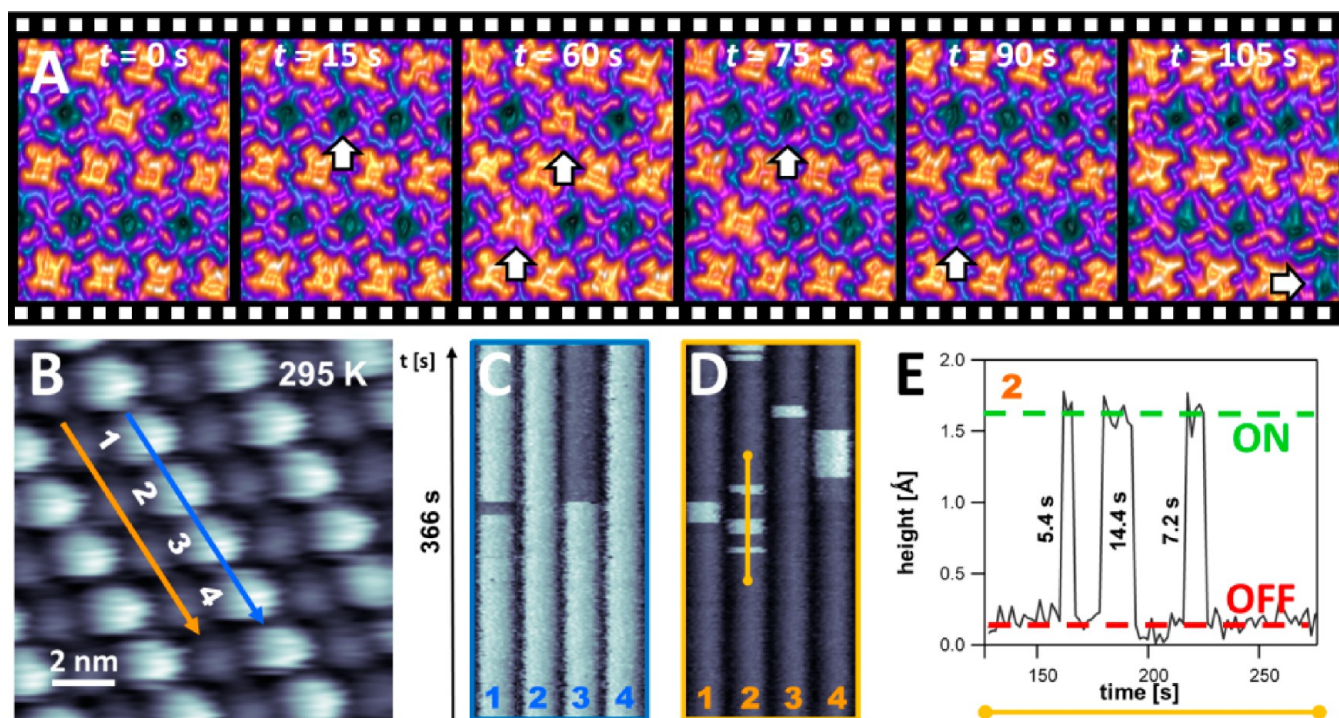 A
t = 0 s
t = 15 s
t = 60 s
t = 75 s
t = 90 s
t = 105 s
B
295 K
1
2
3
4
2 nm
t [s]
366 s
C
1 2 3 4
D
1 2 3 4
E
2
ON
OFF
5.4 s
14.4 s
7.2 s
height [Å]
2.0
1.5
1.0
0.5
0.0
150 200 250
time [s]